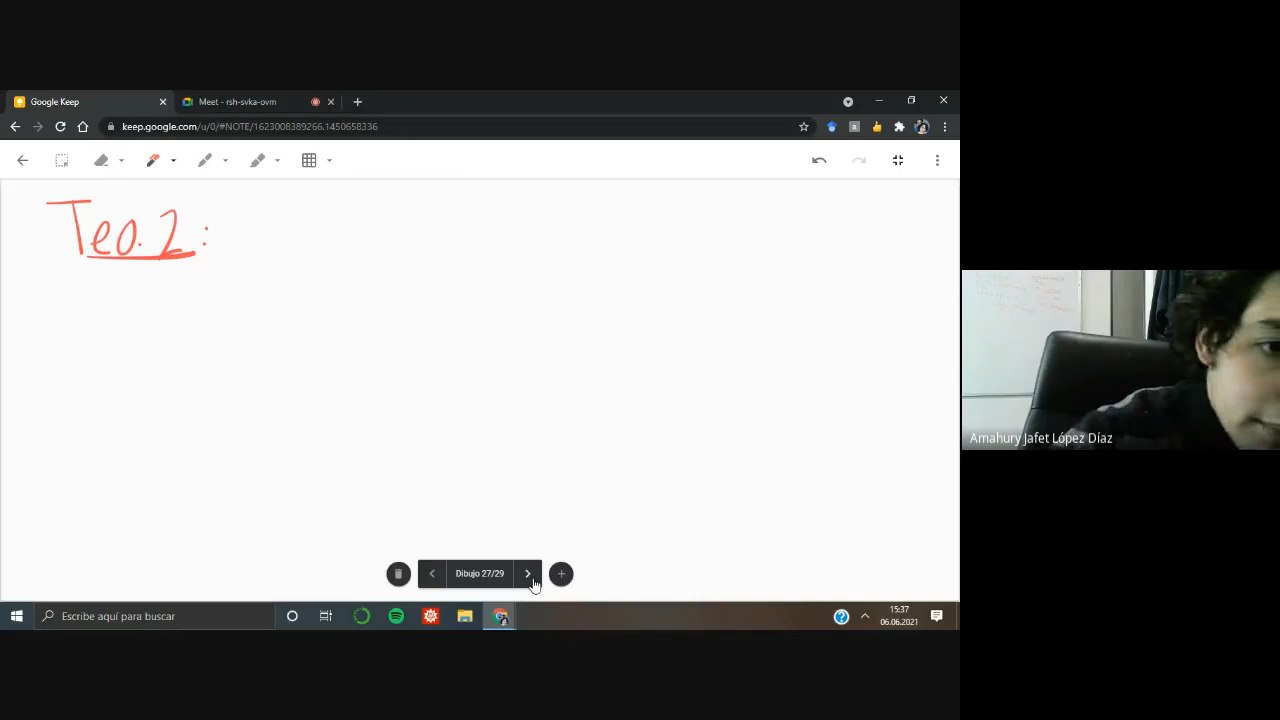 Google Keep
Meet - rsh-svka-ovm
keep.google.com/u/0/#NOTE/1623008389266.1450658336
Teo. 2:
Amahury Jafet López Díaz
Dibujo 27/29
Escribe aquí para buscar
15:37
06.06.2021